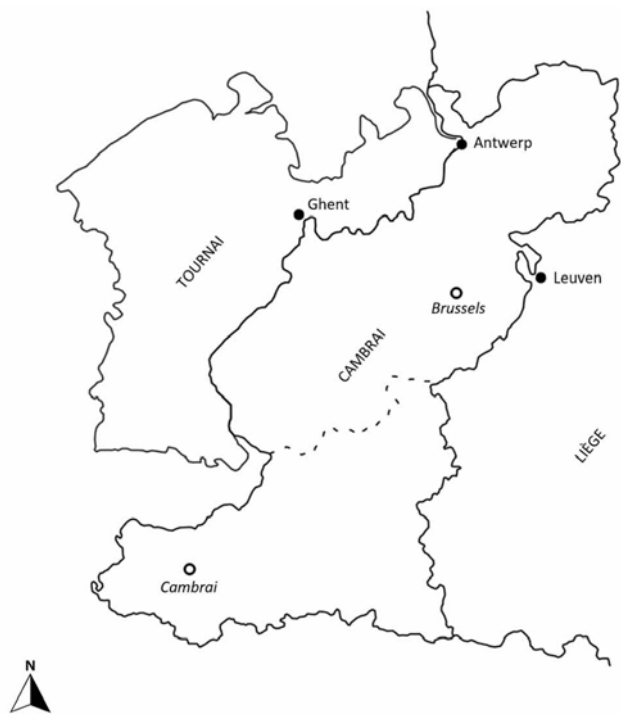 Antwerp
Ghent
TOURNAI
Leuven
Brussels
CAMBRAI
LIÈGE
Cambrai
N